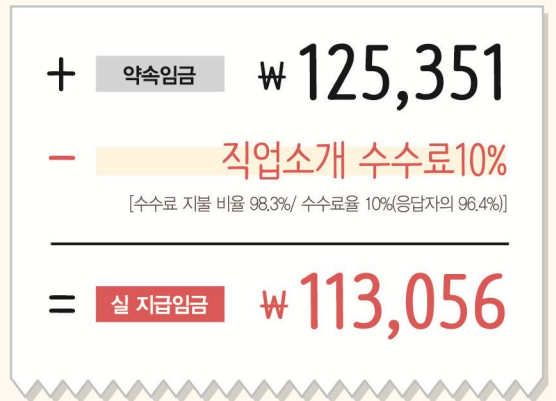 + 약속임금 ₩ 125,351
- 직업소개 수수료10%
[수수료 지불 비율 98.3%/ 수수료율 10%(응답자의 96.4%)]
= 실 지급임금 ₩ 113,056